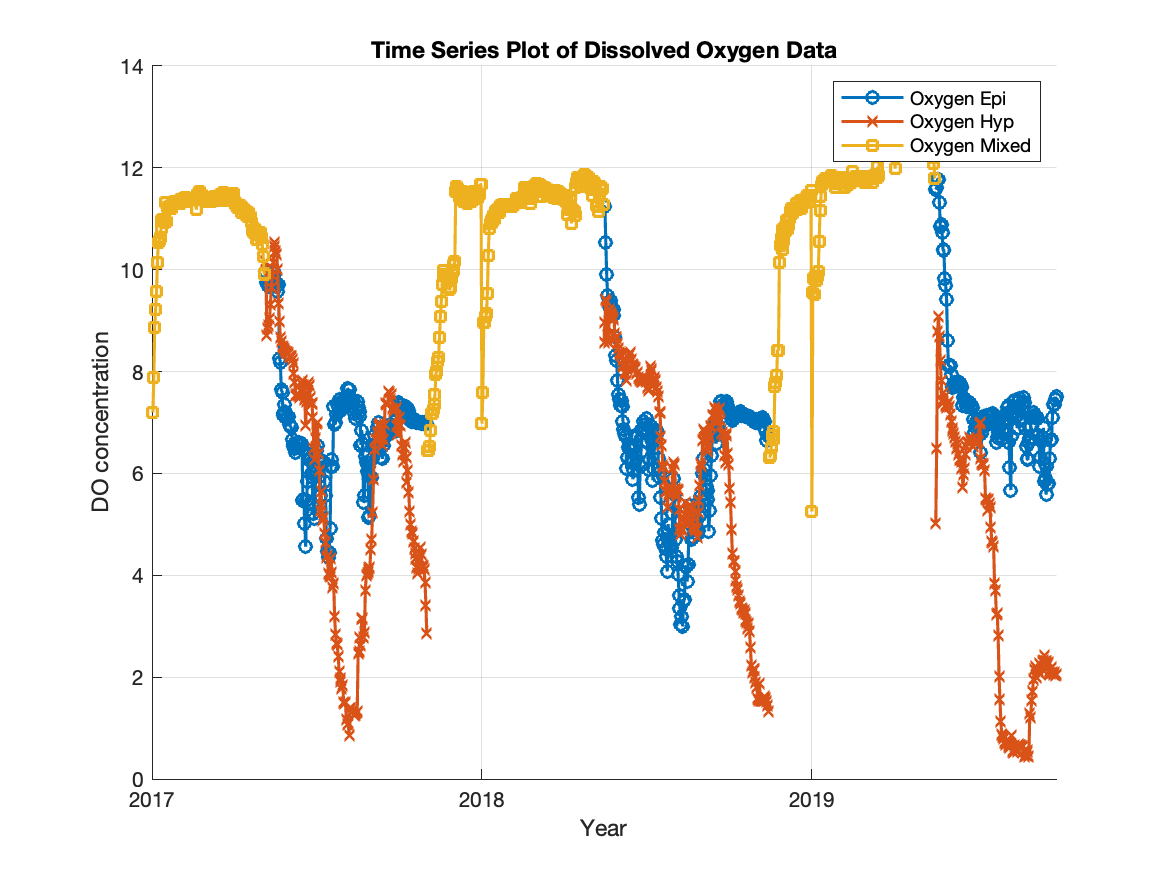 Time Series Plot of Dissolved Oxygen Data
14
12
10
8
6
4
2
0
DO concentration
Oxygen Epi
Oxygen Hyp
Oxygen Mixed
2017
2018
2019
Year